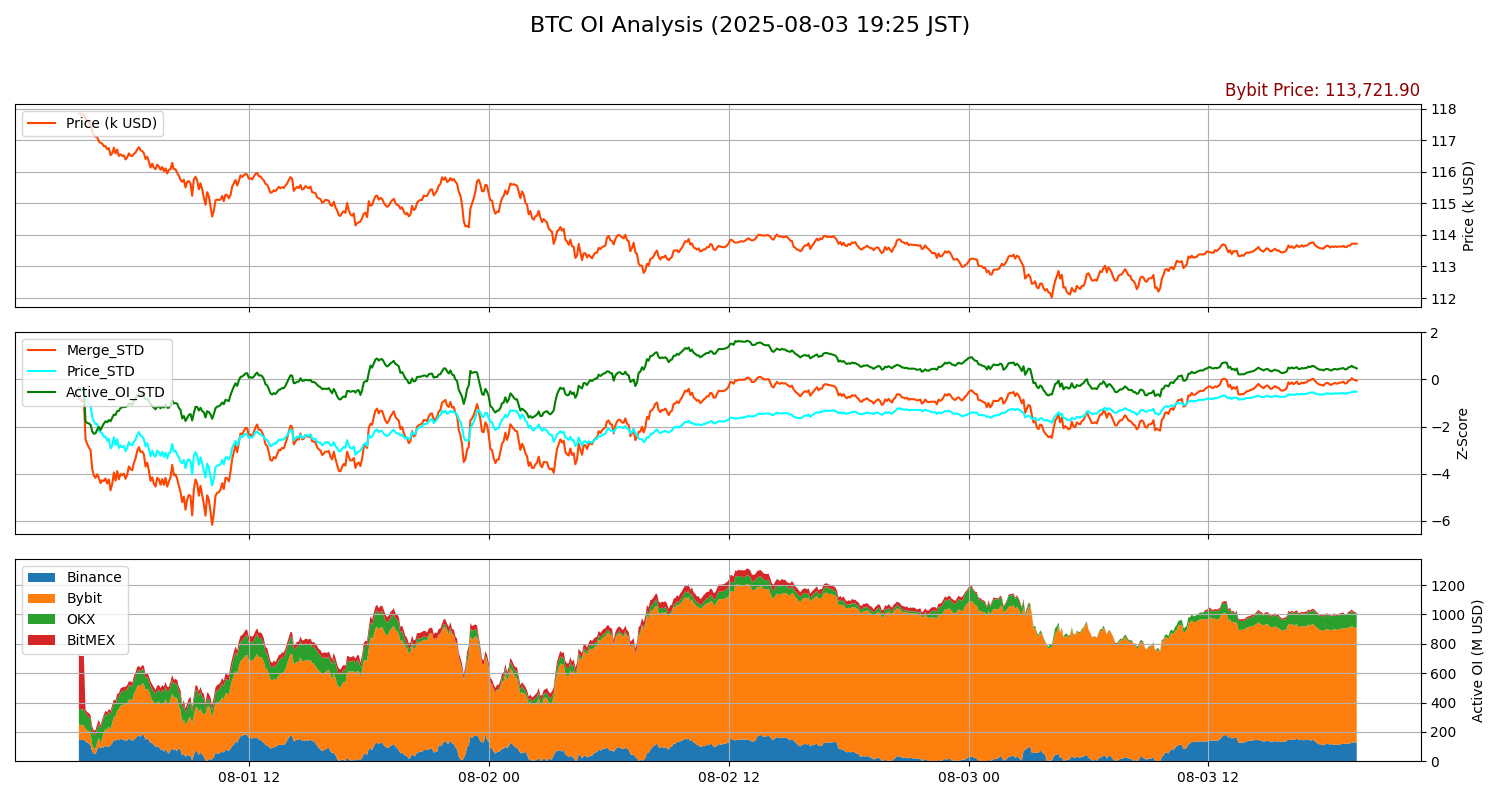 BTC OI Analysis (2025-08-03 19:25 JST)
Bybit Price: 113,721.90
Price (k USD)
118
117
116
115
114
113
112
Price (k USD)
Merge_STD
Price_STD
Active_OI_STD
2
0
−2
−4
−6
Z-Score
Binance
Bybit
OKX
BitMEX
1200
1000
800
600
400
200
0
Active OI (M USD)
08-01 12
08-02 00
08-02 12
08-03 00
08-03 12